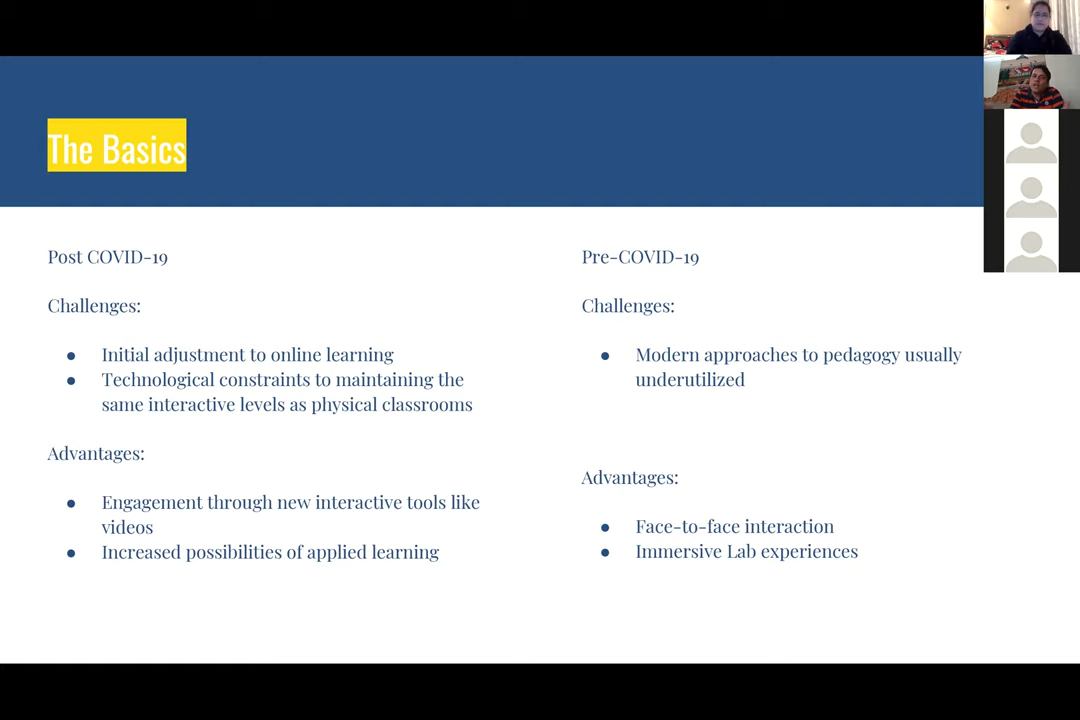 The Basics
Post COVID-19
Challenges:
● Initial adjustment to online learning
● Technological constraints to maintaining the
same interactive levels as physical classrooms
Advantages:
● Engagement through new interactive tools like
videos
● Increased possibilities of applied learning
Pre-COVID-19
Challenges:
● Modern approaches to pedagogy usually
underutilized
Advantages:
● Face-to-face interaction
● Immersive Lab experiences